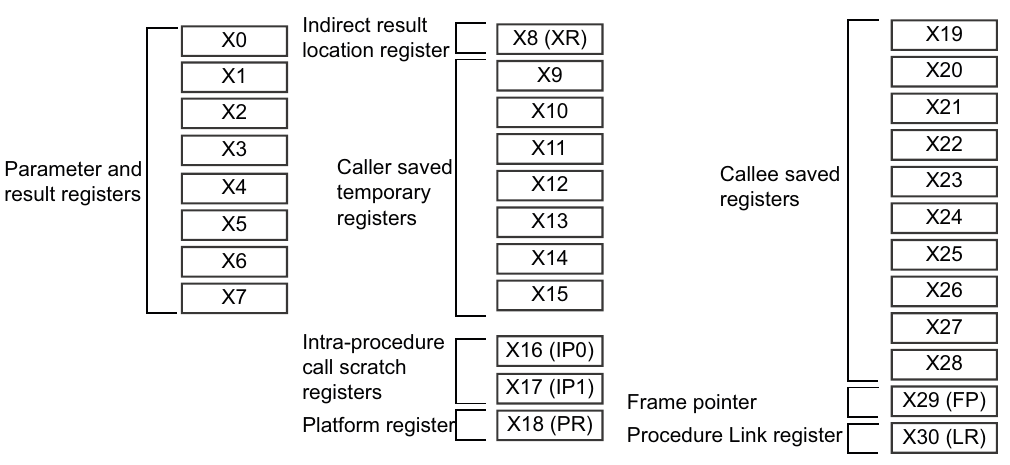 X0
X1
X2
X3
X4
X5
X6
X7
Parameter and
result registers
Indirect result
location register
X8 (XR)
X9
X10
X11
X12
X13
X14
X15
Caller saved
temporary
registers
Intra-procedure
call scratch
registers
X16 (IP0)
X17 (IP1)
Platform register
X18 (PR)
X19
X20
X21
X22
X23
X24
X25
X26
X27
X28
Callee saved
registers
Frame pointer
X29 (FP)
Procedure Link register
X30 (LR)